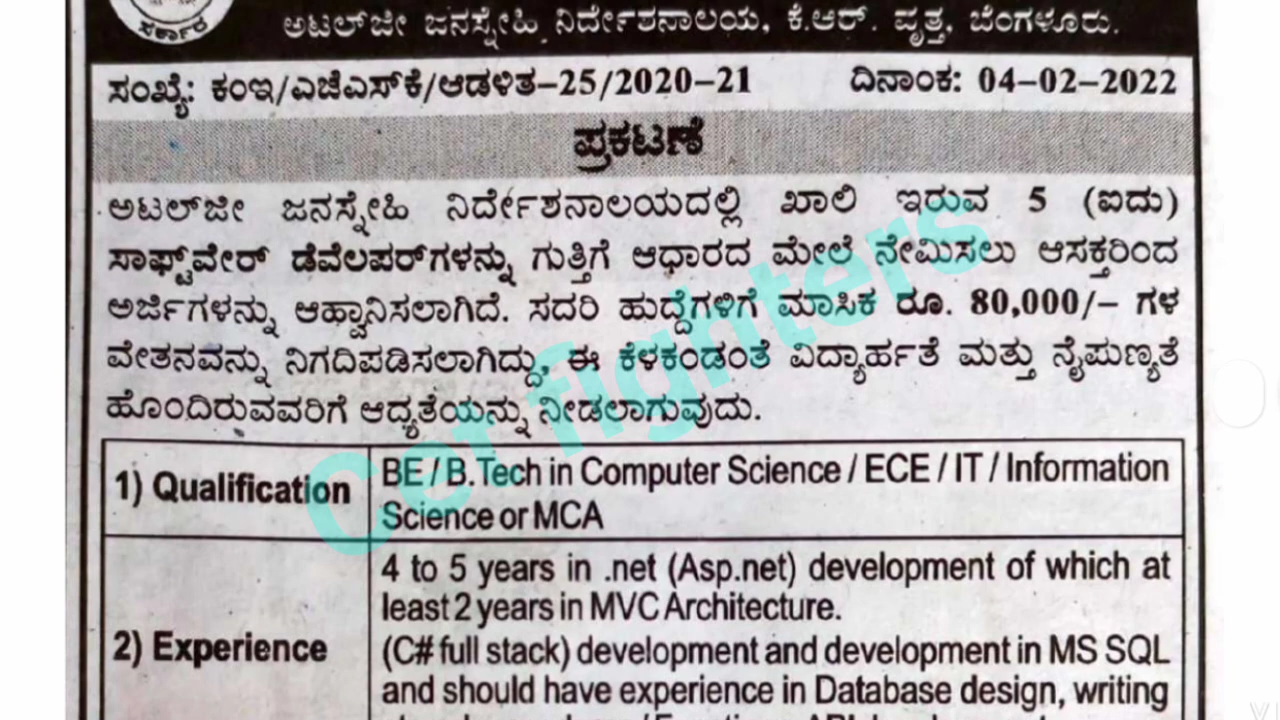 ಸರ್ಕಾರ
ಅಟಲ್‌ಜೀ ಜನಸ್ನೇಹಿ ನಿರ್ದೇಶನಾಲಯ, ಕೆ.ಆರ್. ವೃತ್ತ, ಬೆಂಗಳೂರು.
ಸಂಖ್ಯೆ: ಕಂಇ/ಎಜೆಎಸ್‌ಕೆ/ಆಡಳಿತ-25/2020-21 ದಿನಾಂಕ: 04-02-2022
ಪ್ರಕಟಣೆ
ಅಟಲ್‌ಜೀ ಜನಸ್ನೇಹಿ ನಿರ್ದೇಶನಾಲಯದಲ್ಲಿ ಖಾಲಿ ಇರುವ 5 (ಐದು)
ಸಾಫ್ಟ್‌ವೇರ್ ಡೆವೆಲಪರ್‌ಗಳನ್ನು ಗುತ್ತಿಗೆ ಆಧಾರದ ಮೇಲೆ ನೇಮಿಸಲು ಆಸಕ್ತರಿಂದ
ಅರ್ಜಿಗಳನ್ನು ಆಹ್ವಾನಿಸಲಾಗಿದೆ. ಸದರಿ ಹುದ್ದೆಗಳಿಗೆ ಮಾಸಿಕ ರೂ. 80,000/- ಗಳ
ವೇತನವನ್ನು ನಿಗದಿಪಡಿಸಲಾಗಿದ್ದು, ಈ ಕೆಳಕಂಡಂತೆ ವಿದ್ಯಾರ್ಹತೆ ಮತ್ತು ನೈಪುಣ್ಯತೆ
ಹೊಂದಿರುವವರಿಗೆ ಆದ್ಯತೆಯನ್ನು ನೀಡಲಾಗುವುದು.
Cet fighters
1) Qualification BE / B.Tech in Computer Science / ECE / IT / Information
Science or MCA
2) Experience 4 to 5 years in .net (Asp.net) development of which at
least 2 years in MVC Architecture.
(C# full stack) development and development in MS SQL
and should have experience in Database design, writing